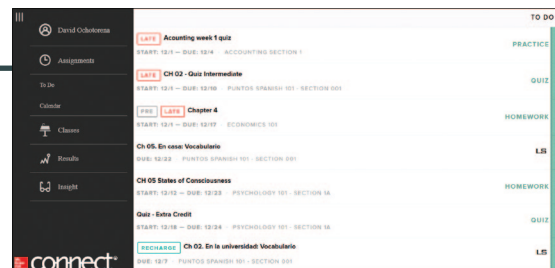 TO DO
David Ochotorena
Assignments
To Do
Calendar
Classes
Results
Insight
connect
LATE Acounting week 1 quiz
START: 12/1 — DUE: 12/4 · ACCOUNTING SECTION 1
PRACTICE
LATE CH 02 - Quiz Intermediate
START: 12/1 — DUE: 12/10 · PUNTOS SPANISH 101 - SECTION 001
QUIZ
PRE LATE Chapter 4
START: 12/1 — DUE: 12/17 · ECONOMICS 101
HOMEWORK
Ch 05. En casa: Vocabulario
DUE: 12/23 · PUNTOS SPANISH 101 - SECTION 001
LS
CH 05 States of Consciousness
START: 12/12 — DUE: 12/23 · PSYCHOLOGY 101 - SECTION 1A
HOMEWORK
Quiz - Extra Credit
START: 12/18 — DUE: 12/24 · PSYCHOLOGY 101 - SECTION 1A
QUIZ
RECHARGE Ch 02. En la universidad: Vocabulario
DUE: 12/7 · PUNTOS SPANISH 101 - SECTION 001
LS